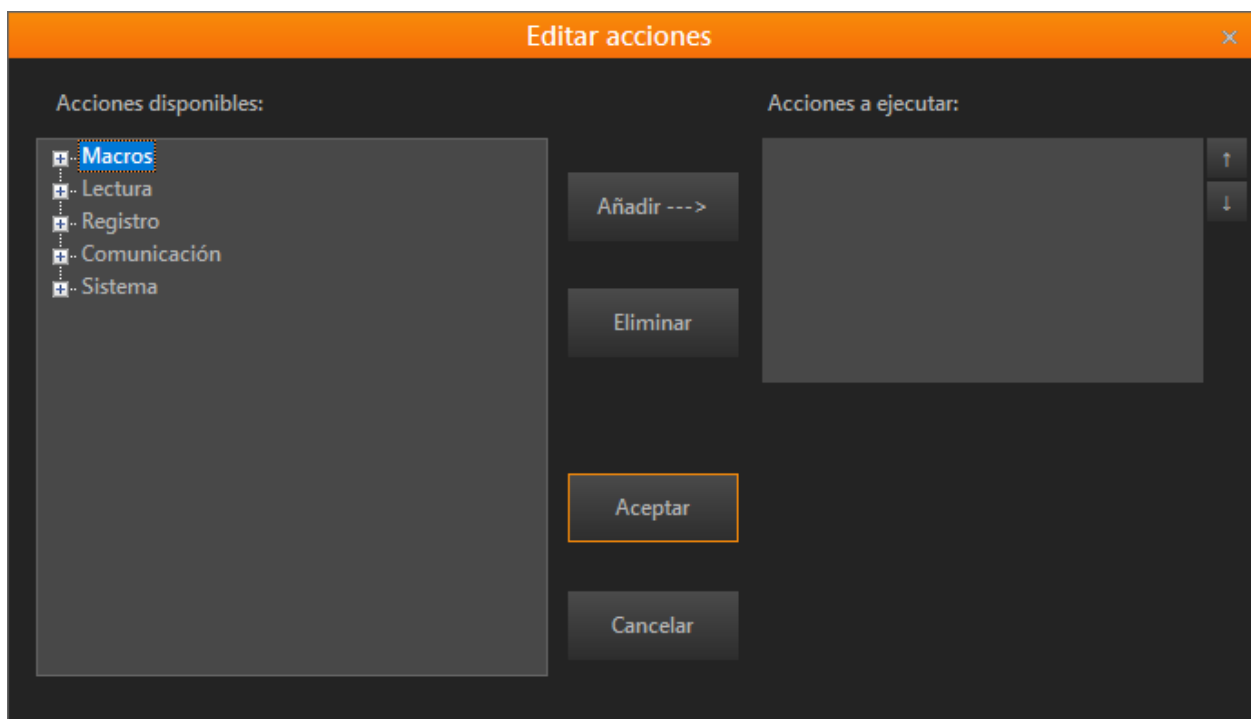 Editar acciones
Acciones disponibles:
Acciones a ejecutar:
Macros
Lectura
Registro
Comunicación
Sistema
Añadir --->
Eliminar
Aceptar
Cancelar
↑
↓